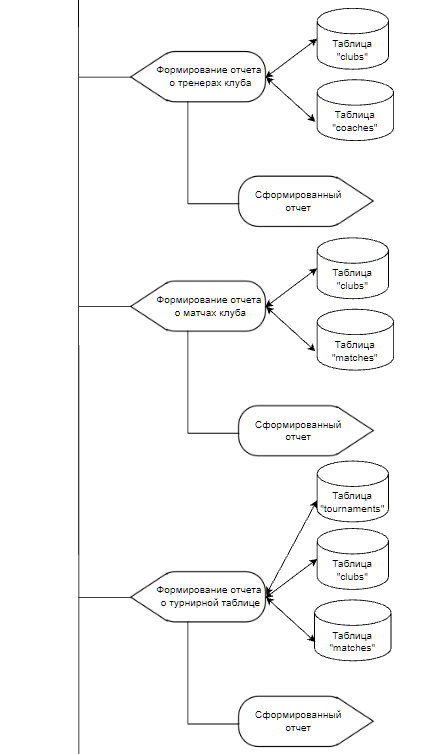 Таблица
"clubs"
Формирование отчета
о тренерах клуба
Таблица
"coaches"
Сформированный
отчет
Таблица
"clubs"
Формирование отчета
о матчах клуба
Таблица
"matches"
Сформированный
отчет
Таблица
"tournaments"
Таблица
"clubs"
Формирование отчета
о турнирной таблице
Таблица
"matches"
Сформированный
отчет